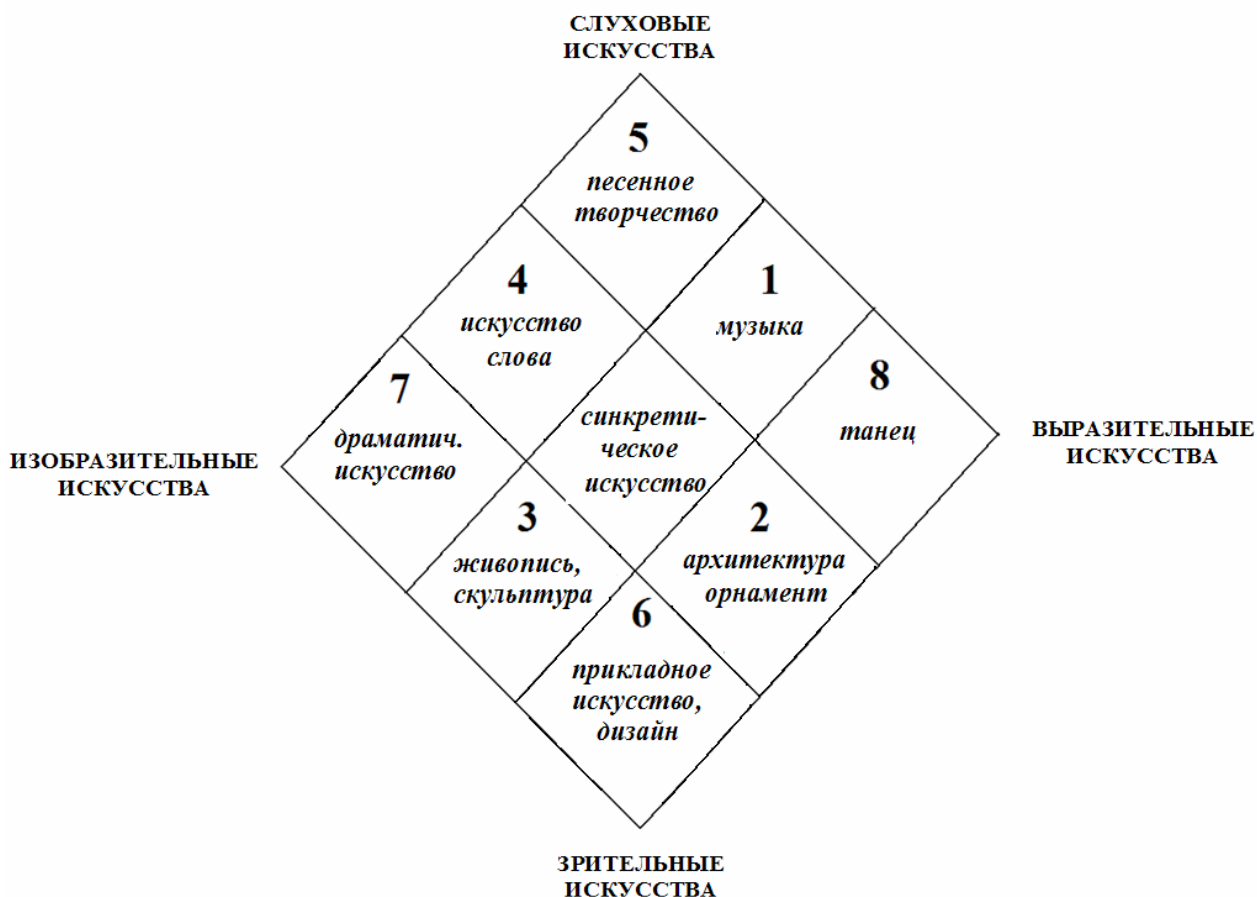 СЛУХОВЫЕ
ИСКУССТВА
5
песенное
творчество
4
искусство
слова
1
музыка
7
драматич.
искусство
синкрети-
ческое
искусство
8
танец
ИЗОБРАЗИТЕЛЬНЫЕ
ИСКУССТВА
ВЫРАЗИТЕЛЬНЫЕ
ИСКУССТВА
3
живопись,
скульптура
2
архитектура
орнамент
6
прикладное
искусство,
дизайн
ЗРИТЕЛЬНЫЕ
ИСКУССТВА